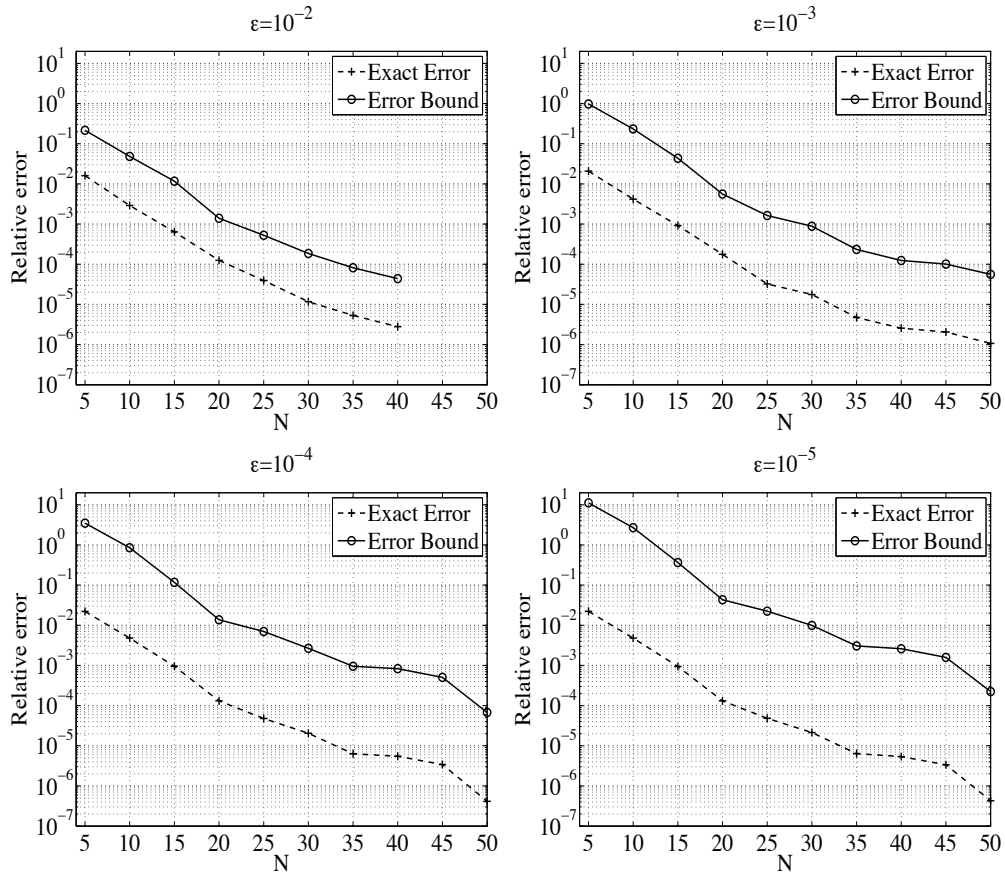 ε=10⁻²
10¹
10⁰
10⁻¹
10⁻²
10⁻³
10⁻⁴
10⁻⁵
10⁻⁶
10⁻⁷
Relative error
Exact Error
Error Bound
5 10 15 20 25 30 35 40 45 50
N
ε=10⁻³
10¹
10⁰
10⁻¹
10⁻²
10⁻³
10⁻⁴
10⁻⁵
10⁻⁶
10⁻⁷
Relative error
Exact Error
Error Bound
5 10 15 20 25 30 35 40 45 50
N
ε=10⁻⁴
10¹
10⁰
10⁻¹
10⁻²
10⁻³
10⁻⁴
10⁻⁵
10⁻⁶
10⁻⁷
Relative error
Exact Error
Error Bound
5 10 15 20 25 30 35 40 45 50
N
ε=10⁻⁵
10¹
10⁰
10⁻¹
10⁻²
10⁻³
10⁻⁴
10⁻⁵
10⁻⁶
10⁻⁷
Relative error
Exact Error
Error Bound
5 10 15 20 25 30 35 40 45 50
N